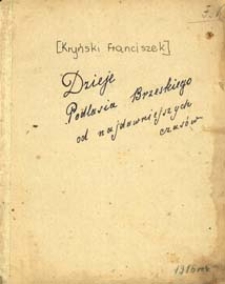 [Kryński Franciszek]
Dzieje
Podlasia Brzeskiego
od najdawniejszych
czasów